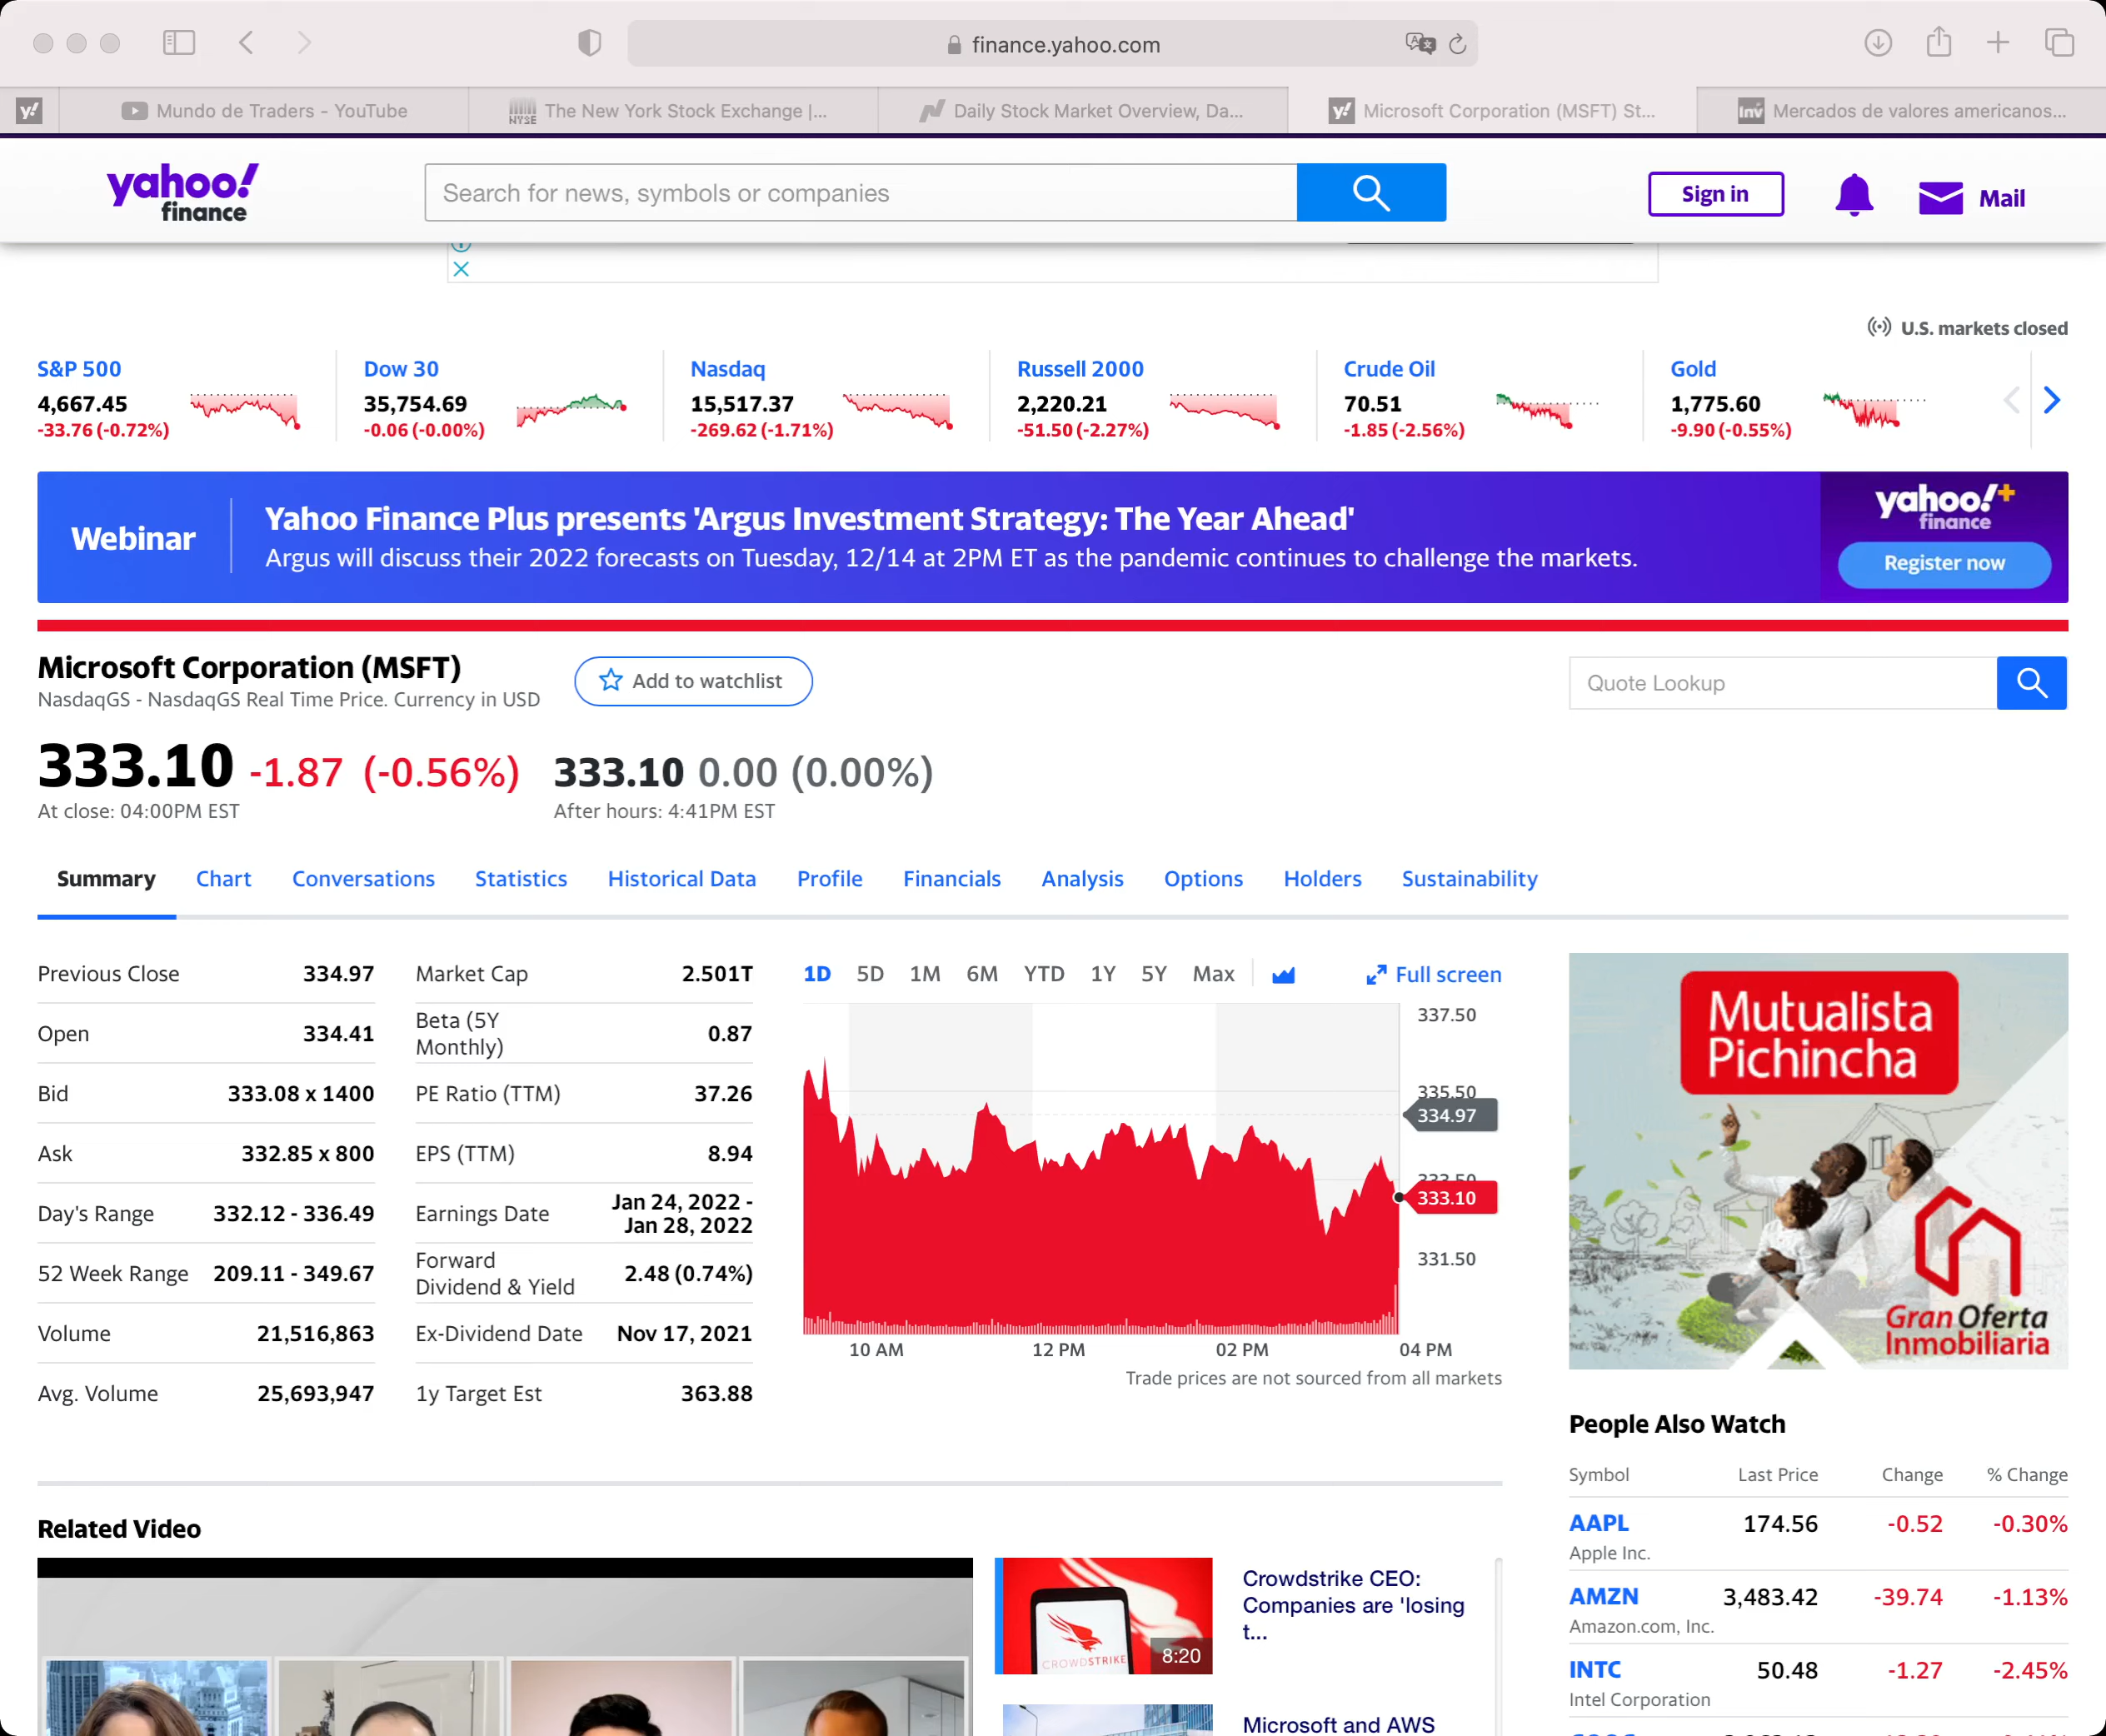 finance.yahoo.com
y!
Mundo de Traders - YouTube
NYSE
The New York Stock Exchange |...
Daily Stock Market Overview, Da...
y!
Microsoft Corporation (MSFT) St...
Inv
Mercados de valores americanos...
yahoo!
finance
Search for news, symbols or companies
Sign in
Mail
U.S. markets closed
S&P 500
4,667.45
-33.76 (-0.72%)
Dow 30
35,754.69
-0.06 (-0.00%)
Nasdaq
15,517.37
-269.62 (-1.71%)
Russell 2000
2,220.21
-51.50 (-2.27%)
Crude Oil
70.51
-1.85 (-2.56%)
Gold
1,775.60
-9.90 (-0.55%)
Webinar
Yahoo Finance Plus presents 'Argus Investment Strategy: The Year Ahead'
Argus will discuss their 2022 forecasts on Tuesday, 12/14 at 2PM ET as the pandemic continues to challenge the markets.
yahoo!+
finance
Register now
Microsoft Corporation (MSFT)
NasdaqGS - NasdaqGS Real Time Price. Currency in USD
Add to watchlist
Quote Lookup
333.10 -1.87 (-0.56%)
At close: 04:00PM EST
333.10 0.00 (0.00%)
After hours: 4:41PM EST
Summary Chart Conversations Statistics Historical Data Profile Financials Analysis Options Holders Sustainability
Previous Close 334.97
Open 334.41
Bid 333.08 x 1400
Ask 332.85 x 800
Day's Range 332.12 - 336.49
52 Week Range 209.11 - 349.67
Volume 21,516,863
Avg. Volume 25,693,947
Market Cap 2.501T
Beta (5Y
Monthly) 0.87
PE Ratio (TTM) 37.26
EPS (TTM) 8.94
Earnings Date Jan 24, 2022 -
Jan 28, 2022
Forward
Dividend & Yield 2.48 (0.74%)
Ex-Dividend Date Nov 17, 2021
1y Target Est 363.88
1D 5D 1M 6M YTD 1Y 5Y Max
Full screen
337.50
335.50
334.97
333.50
333.10
331.50
10 AM 12 PM 02 PM 04 PM
Trade prices are not sourced from all markets
Mutualista
Pichincha
Gran Oferta
Inmobiliaria
People Also Watch
Symbol Last Price Change % Change
AAPL 174.56 -0.52 -0.30%
Apple Inc.
AMZN 3,483.42 -39.74 -1.13%
Amazon.com, Inc.
INTC 50.48 -1.27 -2.45%
Intel Corporation
Related Video
CROWDSTRIKE
8:20
Crowdstrike CEO:
Companies are 'losing
t...
Microsoft and AWS